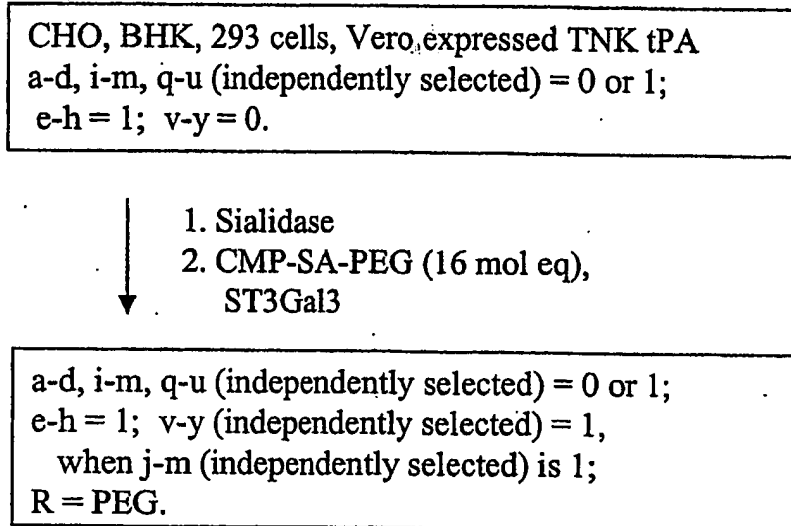 CHO, BHK, 293 cells, Vero expressed TNK tPA
a-d, i-m, q-u (independently selected) = 0 or 1;
e-h = 1; v-y = 0.
1. Sialidase
2. CMP-SA-PEG (16 mol eq),
ST3Gal3
a-d, i-m, q-u (independently selected) = 0 or 1;
e-h = 1; v-y (independently selected) = 1,
when j-m (independently selected) is 1;
R = PEG.